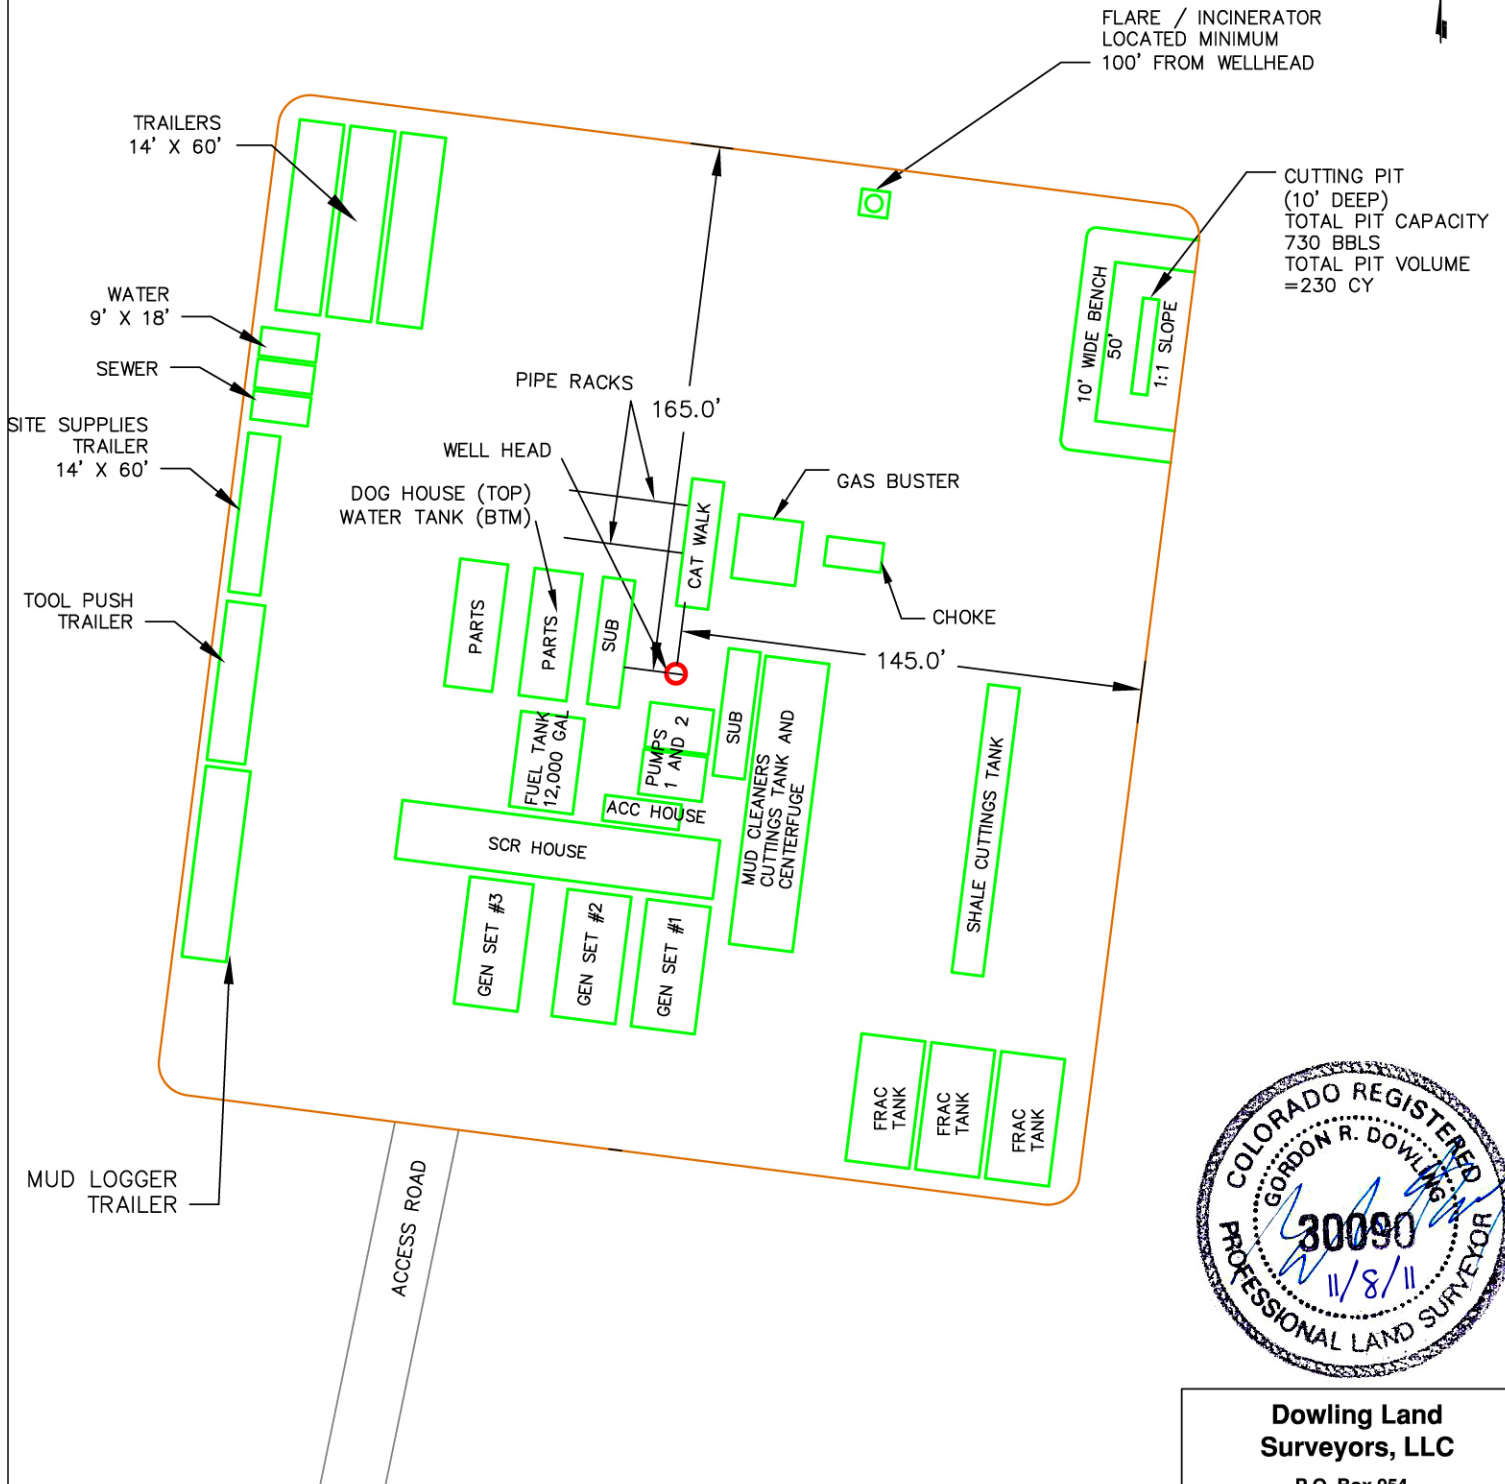 FLARE / INCINERATOR
LOCATED MINIMUM
100' FROM WELLHEAD
TRAILERS
14' X 60'
CUTTING PIT
(10' DEEP)
TOTAL PIT CAPACITY
730 BBLS
TOTAL PIT VOLUME
=230 CY
WATER
9' X 18'
10' WIDE BENCH
50'
1:1 SLOPE
SEWER
PIPE RACKS
165.0'
SITE SUPPLIES
TRAILER
14' X 60'
WELL HEAD
GAS BUSTER
DOG HOUSE (TOP)
WATER TANK (BTM)
CAT WALK
CHOKE
TOOL PUSH
TRAILER
PARTS
PARTS
SUB
145.0'
FUEL TANK
12,000 GAL
PUMPS
1 AND 2
SUB
MUD CLEANERS
CUTTINGS TANK AND
CENTERFUGE
SHALE CUTTINGS TANK
ACC HOUSE
SCR HOUSE
GEN SET #3
GEN SET #2
GEN SET #1
FRAC
TANK
FRAC
TANK
FRAC
TANK
MUD LOGGER
TRAILER
ACCESS ROAD
COLORADO REGISTERED
GORDON R. DOWLING
30090
11/8/11
PROFESSIONAL LAND SURVEYOR
Dowling Land
Surveyors, LLC
P.O. Box 954